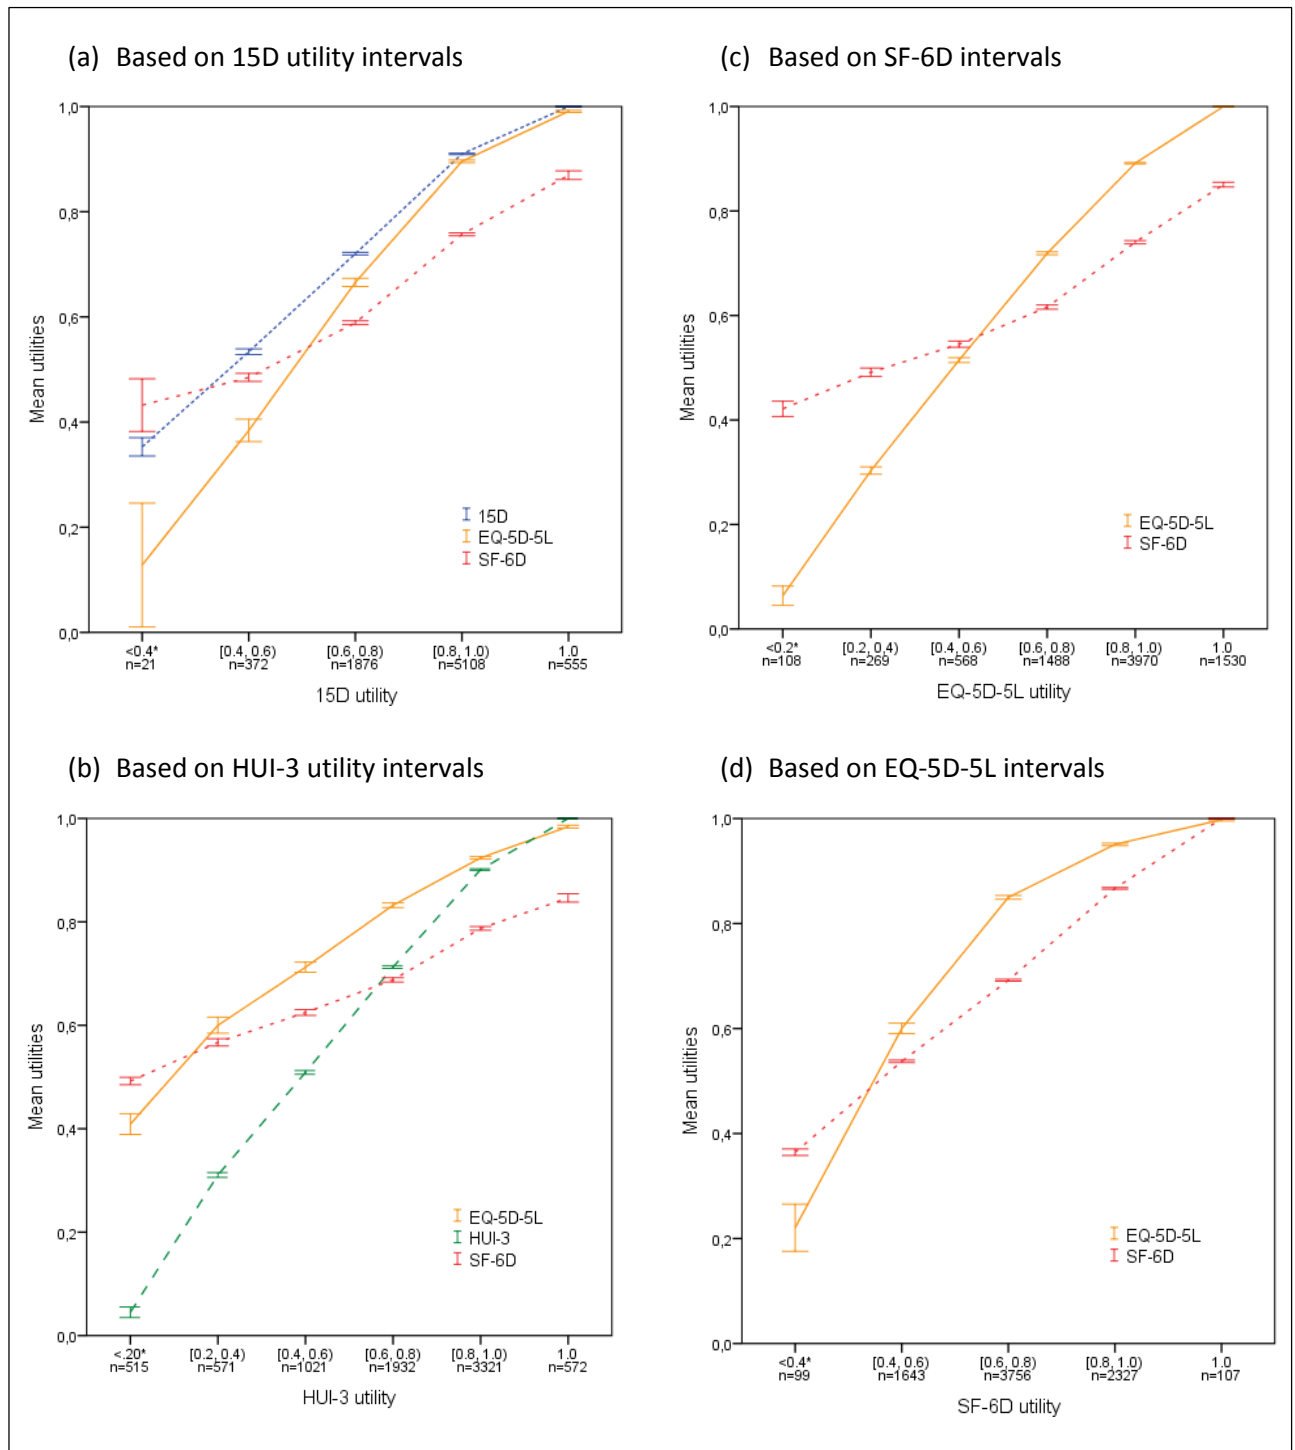 (a) Based on 15D utility intervals
1,0
0,8
0,6
0,4
0,2
0,0
Mean utilities
15D
EQ-5D-5L
SF-6D
<0.4* [0.4, 0.6) [0.6, 0.8) [0.8, 1.0) 1.0
n=21 n=372 n=1876 n=5108 n=555
15D utility
(c) Based on SF-6D intervals
1,0
0,8
0,6
0,4
0,2
0,0
Mean utilities
EQ-5D-5L
SF-6D
<0.2* [0.2, 0.4) [0.4, 0.6) [0.6, 0.8) [0.8, 1.0) 1.0
n=108 n=269 n=568 n=1488 n=3970 n=1530
EQ-5D-5L utility
(b) Based on HUI-3 utility intervals
1,0
0,8
0,6
0,4
0,2
0,0
Mean utilities
EQ-5D-5L
HUI-3
SF-6D
<.20* [0.2, 0.4) [0.4, 0.6) [0.6, 0.8) [0.8, 1.0) 1.0
n=515 n=571 n=1021 n=1932 n=3321 n=572
HUI-3 utility
(d) Based on EQ-5D-5L intervals
1,0
0,8
0,6
0,4
0,2
0,0
Mean utilities
EQ-5D-5L
SF-6D
<0.4* [0.4, 0.6) [0.6, 0.8) [0.8, 1.0) 1.0
n=99 n=1643 n=3756 n=2327 n=107
SF-6D utility